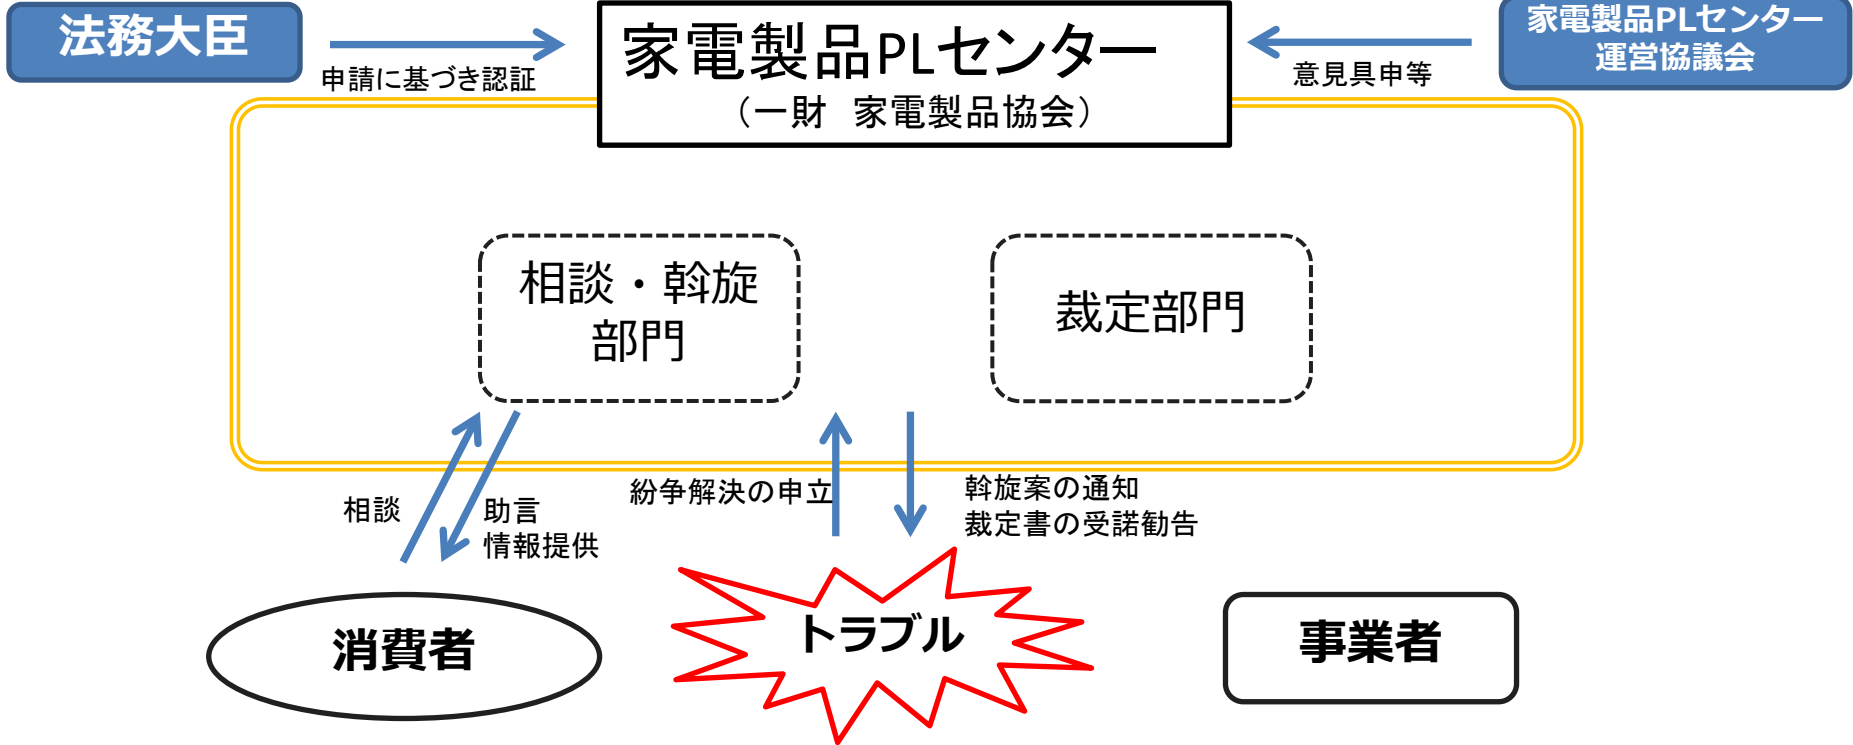 法務大臣
申請に基づき認証
家電製品PLセンター
（一財　家電製品協会）
意見具申等
家電製品PLセンター
運営協議会
相談・斡旋
部門
裁定部門
相談
助言
情報提供
紛争解決の申立
斡旋案の通知
裁定書の受諾勧告
消費者
トラブル
事業者